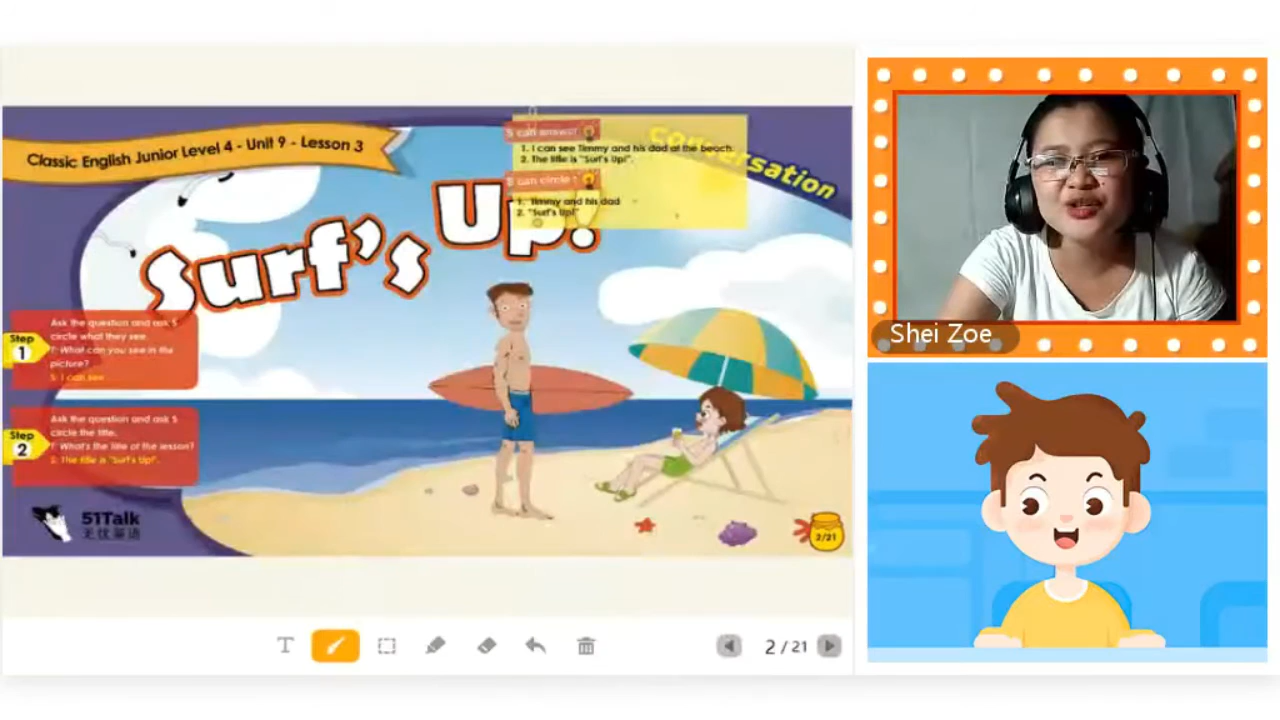 Classic English Junior Level 4 - Unit 9 - Lesson 3
Conversation
S can answer
1. I can see Timmy and his dad at the beach.
2. The title is "Surf's Up!".
S can circle
1. Timmy and his dad
2. "Surf's Up!"
Surf's Up!
Step 1
Ask the question and ask S
circle what they see.
T: What can you see in the
picture?
S: I can see
Step 2
Ask the question and ask S
circle the title.
T: What's the title of the lesson?
S: The title is "Surf's Up!".
51Talk
无忧英语
2/21
T
2 / 21
Shei Zoe